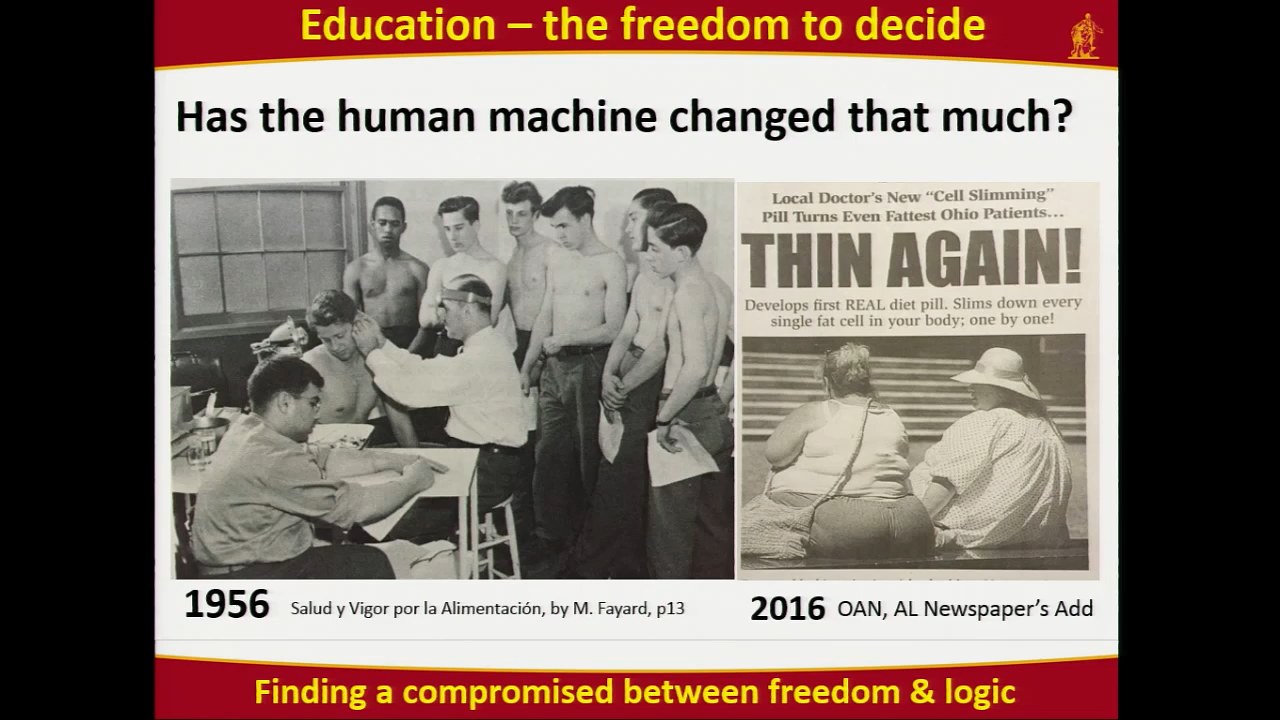 Education – the freedom to decide
Has the human machine changed that much?
Local Doctor's New “Cell Slimming”
Pill Turns Even Fattest Ohio Patients...
THIN AGAIN!
Develops first REAL diet pill. Slims down every
single fat cell in your body; one by one!
1956 Salud y Vigor por la Alimentación, by M. Fayard, p13
2016 OAN, AL Newspaper’s Add
Finding a compromised between freedom & logic